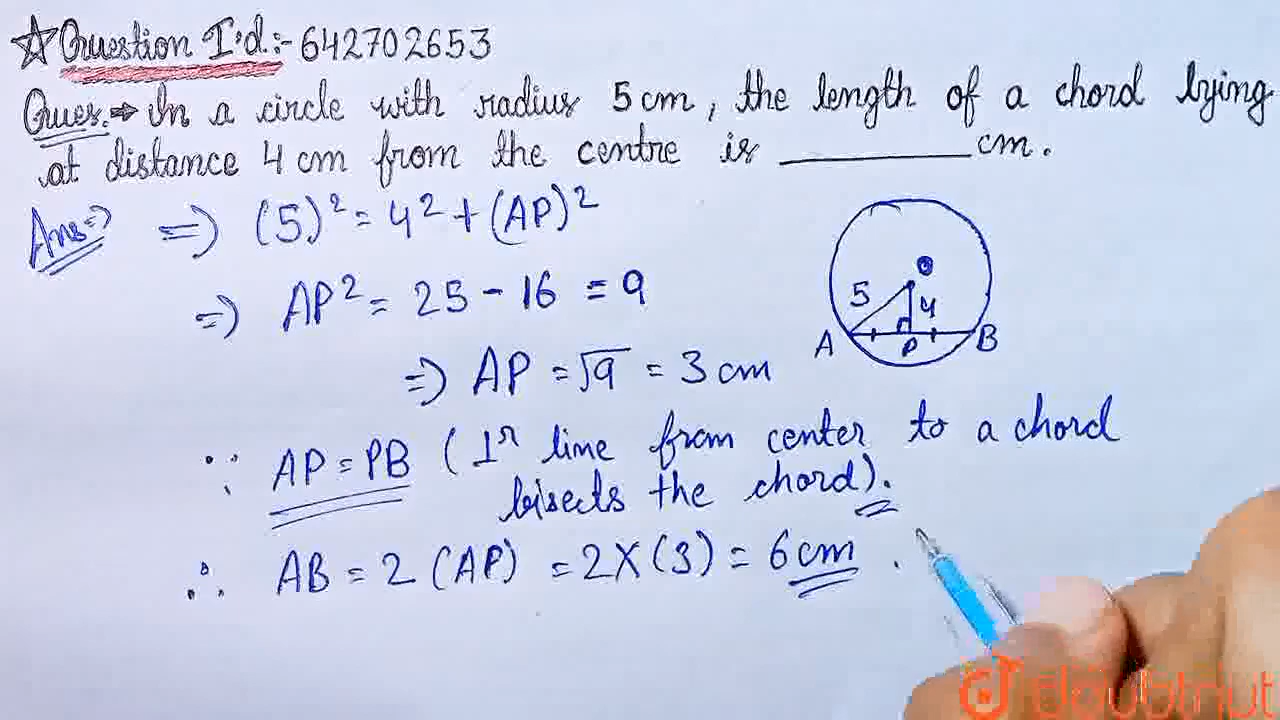 ☆ Question I'd:- 642702653
Ques.⇒ In a circle with radius 5 cm, the length of a chord lying
at distance 4 cm from the centre is __________ cm.
Ans⇒ ⇒ (5)² = 4² + (AP)²
⇒ AP² = 25 - 16 = 9
⇒ AP = √9 = 3 cm
O
5
4
A
P
B
∵ AP = PB (⊥r line from center to a chord
bisects the chord).
∴ AB = 2 (AP) = 2 X (3) = 6 cm.
doubtnut